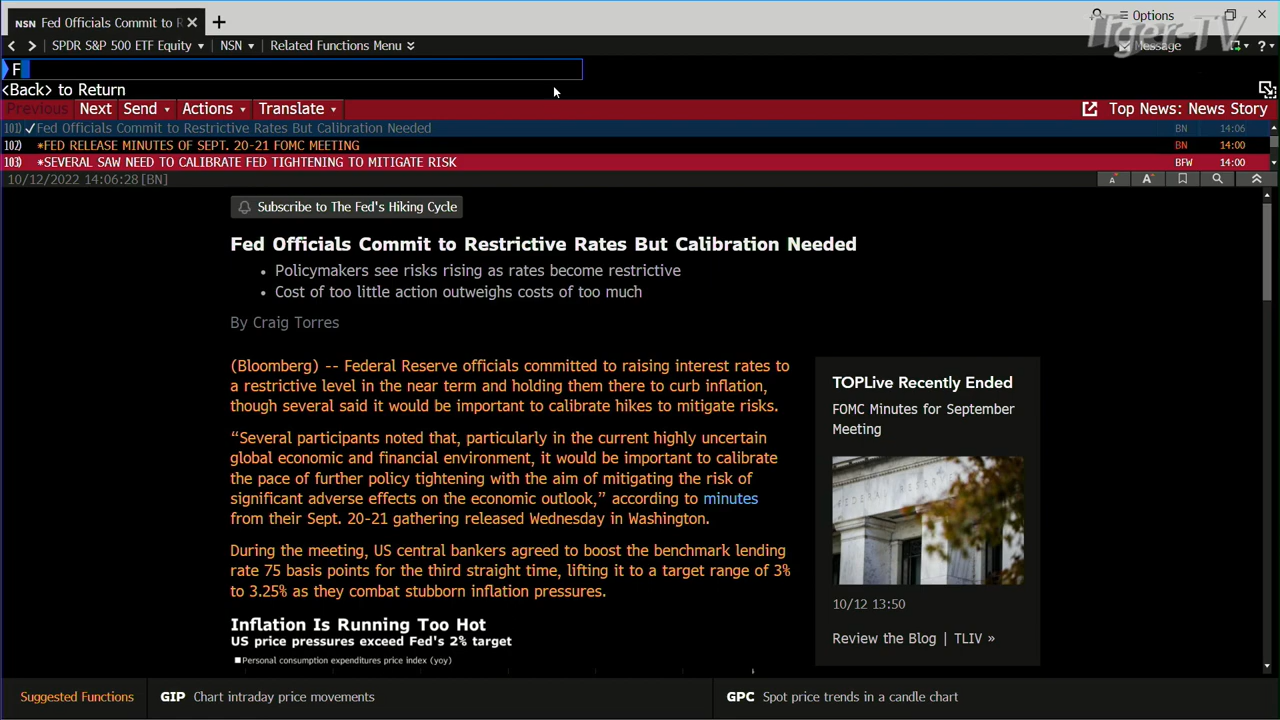 NSN Fed Officials Commit to R
Options
Tiger-TV
SPDR S&P 500 ETF Equity NSN Related Functions Menu
Message
?
F
<Back> to Return
Previous Next Send Actions Translate Top News: News Story
101) Fed Officials Commit to Restrictive Rates But Calibration Needed BN 14:06
102) *FED RELEASE MINUTES OF SEPT. 20-21 FOMC MEETING BN 14:00
103) *SEVERAL SAW NEED TO CALIBRATE FED TIGHTENING TO MITIGATE RISK BFW 14:00
10/12/2022 14:06:28 [BN]
A A
Subscribe to The Fed's Hiking Cycle
Fed Officials Commit to Restrictive Rates But Calibration Needed
• Policymakers see risks rising as rates become restrictive
• Cost of too little action outweighs costs of too much
By Craig Torres
(Bloomberg) -- Federal Reserve officials committed to raising interest rates to
a restrictive level in the near term and holding them there to curb inflation,
though several said it would be important to calibrate hikes to mitigate risks.
“Several participants noted that, particularly in the current highly uncertain
global economic and financial environment, it would be important to calibrate
the pace of further policy tightening with the aim of mitigating the risk of
significant adverse effects on the economic outlook,” according to minutes
from their Sept. 20-21 gathering released Wednesday in Washington.
During the meeting, US central bankers agreed to boost the benchmark lending
rate 75 basis points for the third straight time, lifting it to a target range of 3%
to 3.25% as they combat stubborn inflation pressures.
Inflation Is Running Too Hot
US price pressures exceed Fed's 2% target
Personal consumption expenditures price index (yoy)
TOPLive Recently Ended
FOMC Minutes for September
Meeting
FEDERAL RESERVE
10/12 13:50
Review the Blog | TLIV »
Suggested Functions GIP Chart intraday price movements GPC Spot price trends in a candle chart